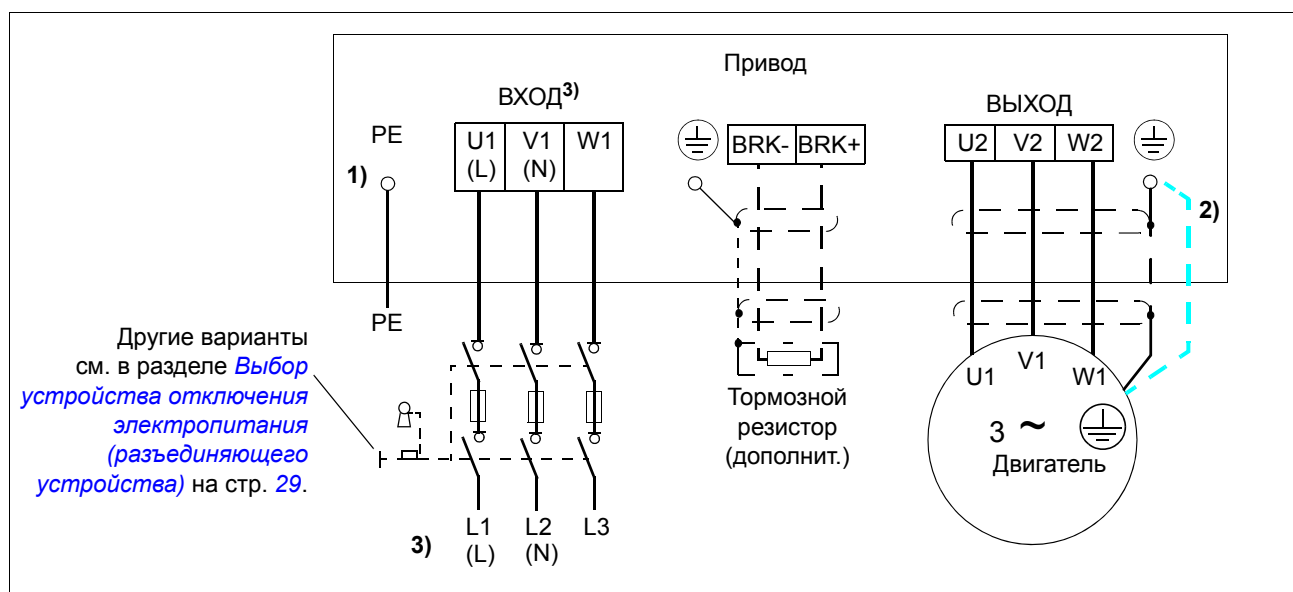 Привод
ВХОД3)
ВЫХОД
PE
U1
(L)
V1
(N)
W1
BRK-
BRK+
U2
V2
W2
1)
2)
PE
Другие варианты
см. в разделе Выбор
устройства отключения
электропитания
(разъединяющего
устройства) на стр. 29.
Тормозной
резистор
(дополнит.)
U1
V1
W1
3 ~
Двигатель
3)
L1
(L)
L2
(N)
L3